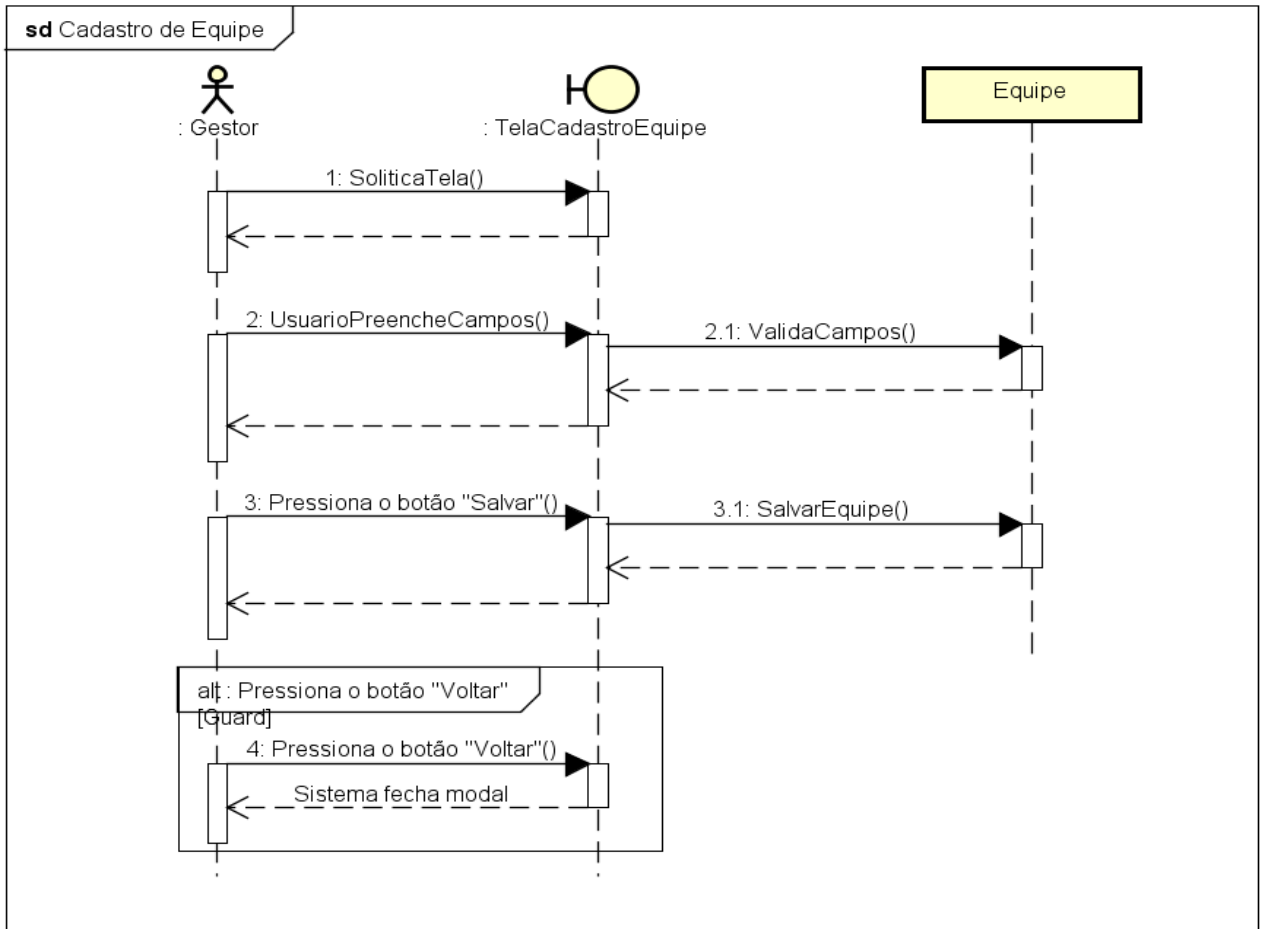 sd Cadastro de Equipe
: Gestor
: TelaCadastroEquipe
Equipe
1: SoliticaTela()
2: UsuarioPreencheCampos()
2.1: ValidaCampos()
3: Pressiona o botão "Salvar"()
3.1: SalvarEquipe()
alt : Pressiona o botão "Voltar"
[Guard]
4: Pressiona o botão "Voltar"()
Sistema fecha modal